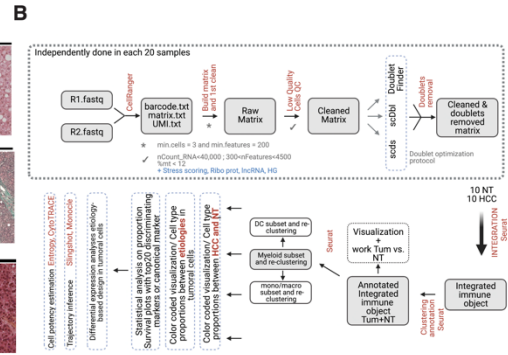 B
Independently done in each 20 samples
R1.fastq
R2.fastq
CellRanger
barcode.txt
matrix.txt
UMI.txt
Build matrix
and 1st clean
*
Raw
Matrix
Low Quality
Cells QC
✓
Cleaned
Matrix
Doublet
Finder
scDbl
scds
Doublets
removal
Cleaned &
doublets
removed
matrix
Doublet optimization
protocol
* min.cells = 3 and min.features = 200
✓ nCount_RNA<40,000 ; 300<nFeatures<4500
%mt < 12
+ Stress scoring, Ribo prot, lncRNA, HG
10 NT
10 HCC
INTEGRATION
Seurat
Integrated
immune
object
Clustering
annotation
Seurat
Annotated
Integrated
immune
object
Tum+NT
Visualization
+
work Tum vs.
NT
Seurat
DC subset and re-
clustering
Myeloid subset
and re-clustering
mono/macro
subset and re-
clustering
Color coded visualization/ Cell type
proportions between HCC and NT
Color coded visualization/ Cell type
proportions between etiologies in
tumoral cells
Statistical analysis on proportion
Survival plots with top20 discriminating
markers or canonical marker
Differential expression analyses etiology-
based design in tumoral cells
Trajectory inference Slingshot, Monocle
Cell potency estimation Entropy, CytoTRACE